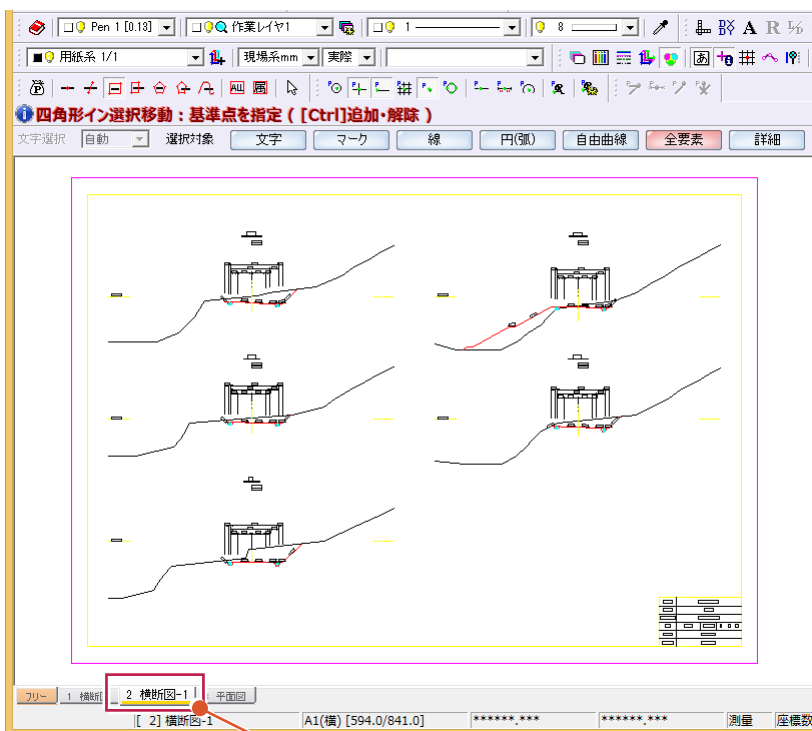 Pen 1 [0.13] 作業レイヤ1 1 8 A R ⅚
用紙系 1/1 現場系mm 実際 あ
AUI 圏
四角形イン選択移動：基準点を指定 ( [Ctrl]追加･解除 )
文字選択 自動 選択対象 文字 マーク 線 円(弧) 自由曲線 全要素 詳細
フリー 1 横断 2 横断図-1 平面図
[ 2] 横断図-1 A1(横) [594.0/841.0] ******.*** ******.*** 測量 座標数